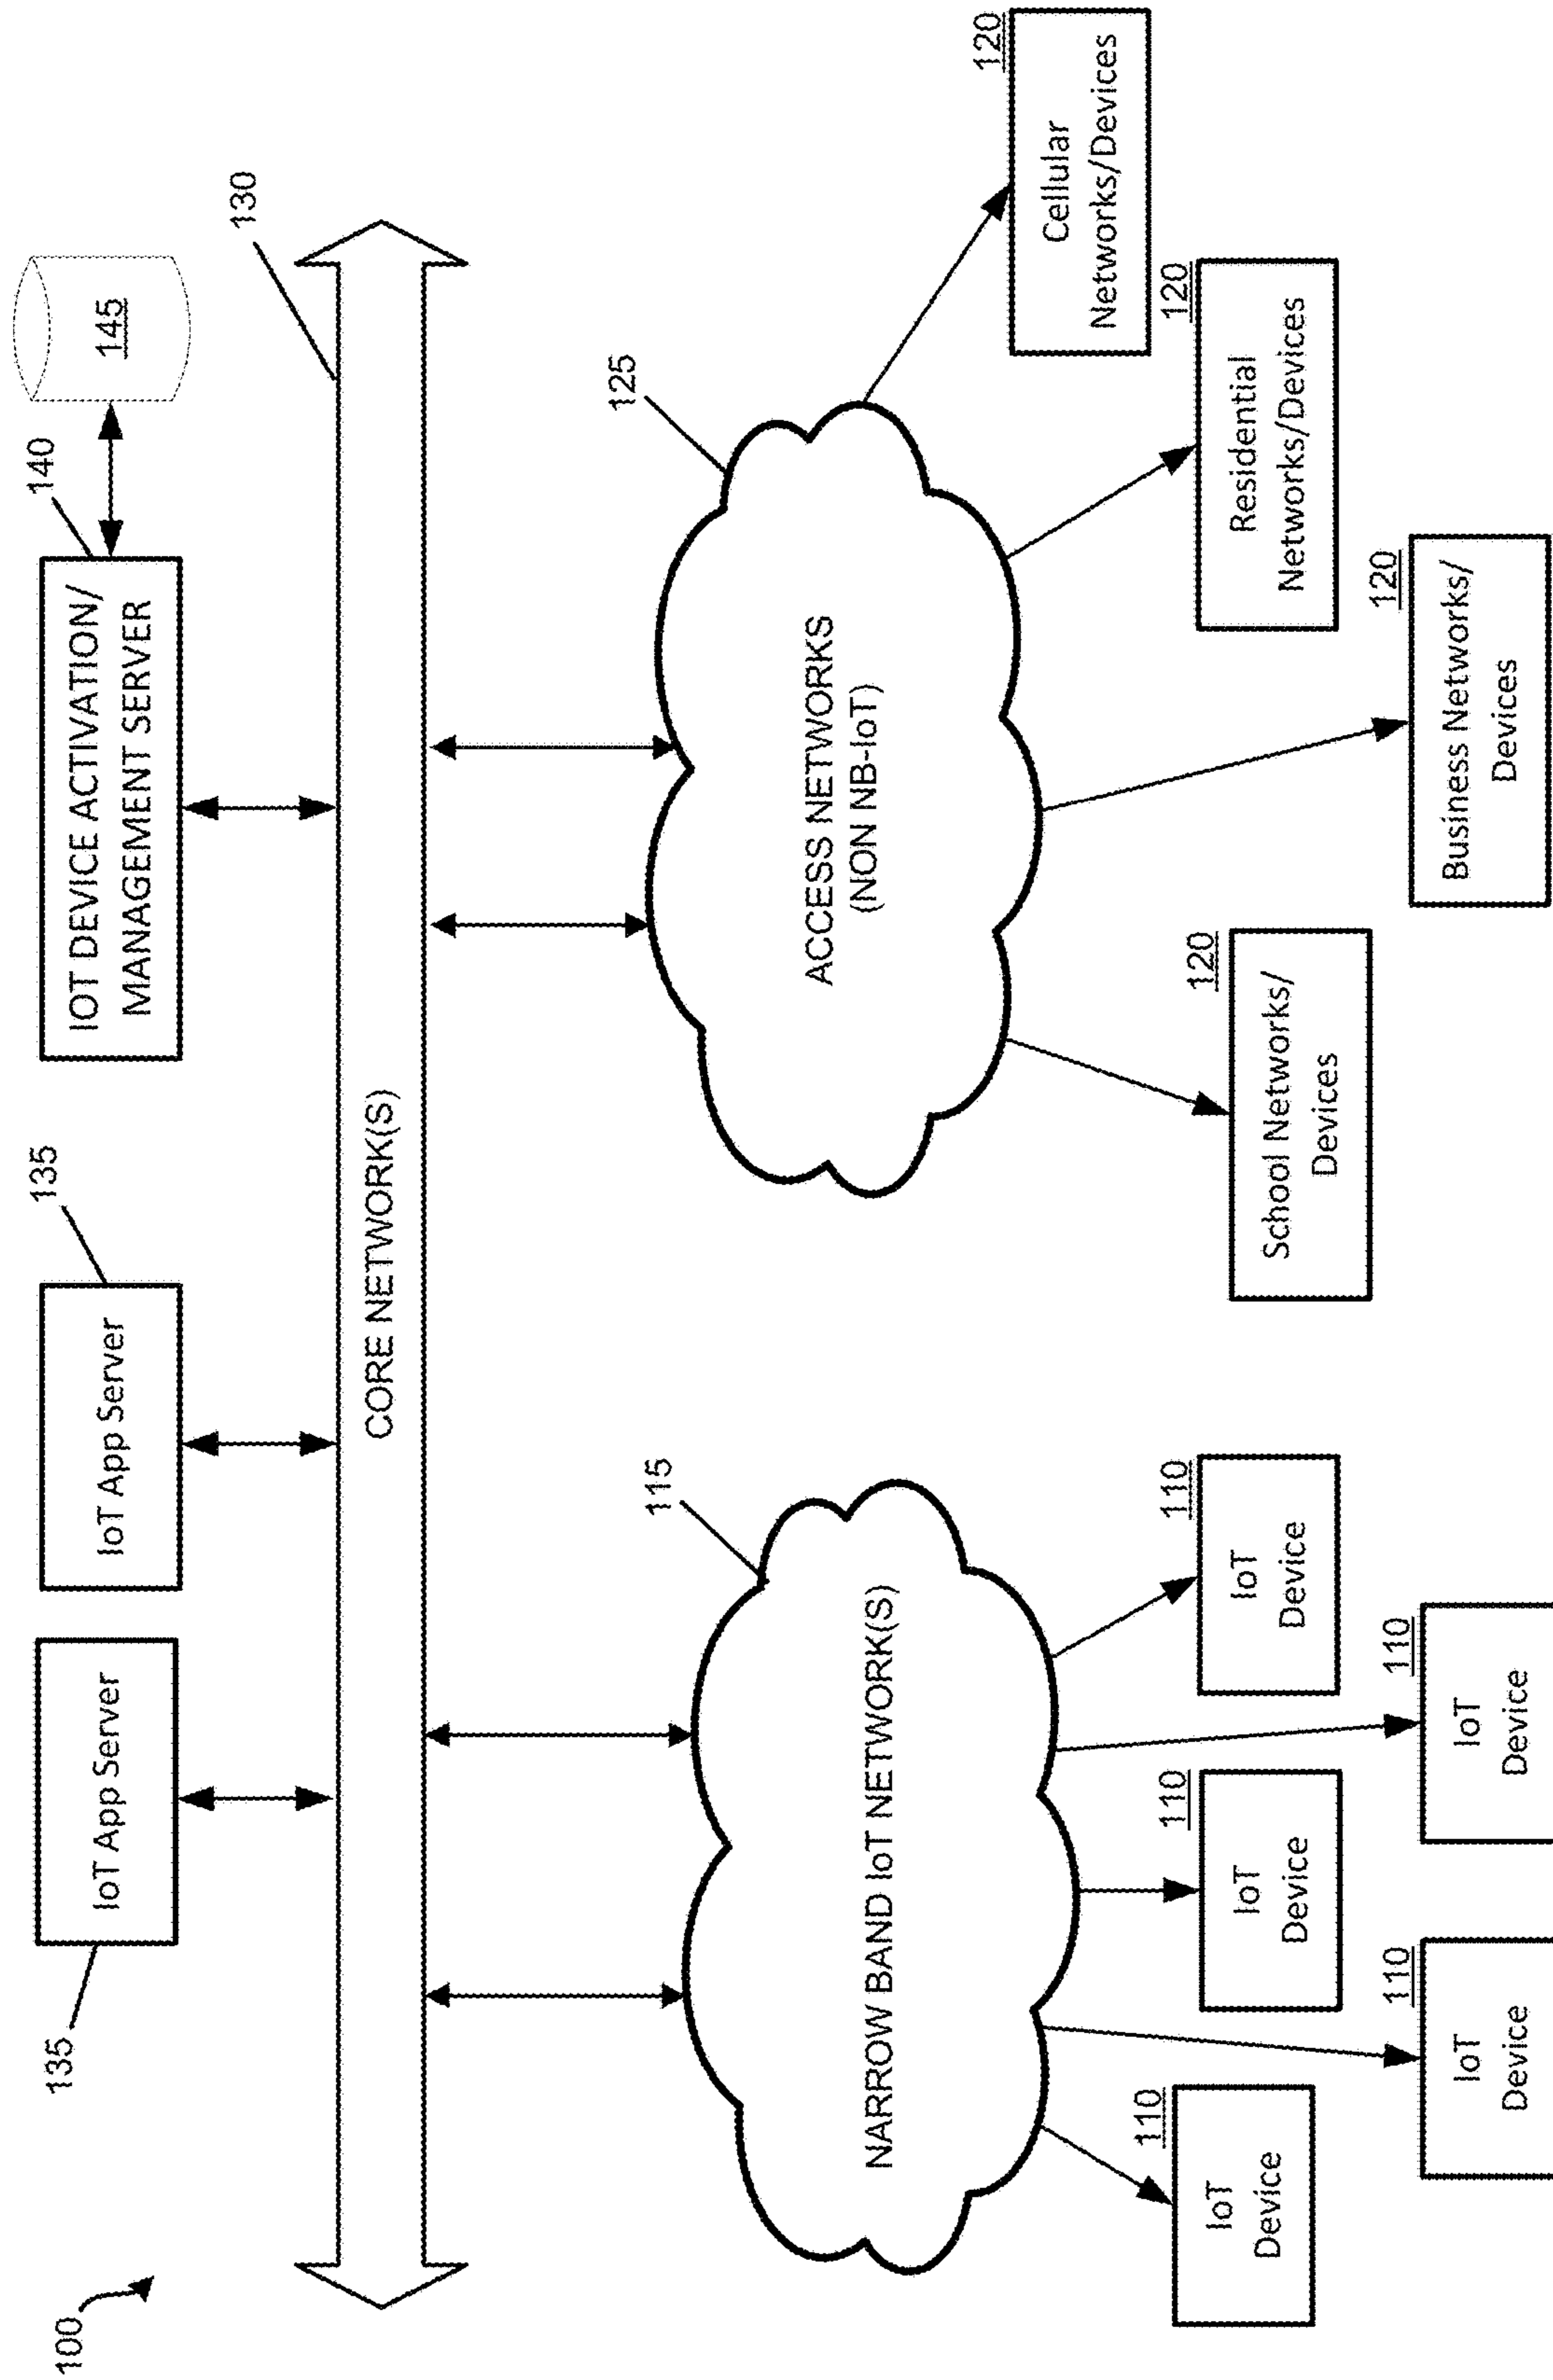 100
135
IoT App Server
IoT App Server
135
IOT DEVICE ACTIVATION/
MANAGEMENT SERVER
140
145
130
CORE NETWORK(S)
115
NARROW BAND IoT NETWORK(S)
125
ACCESS NETWORKS
(NON NB-IoT)
110
IoT
Device
110
IoT
Device
110
IoT
Device
110
IoT
Device
110
IoT
Device
120
School Networks/
Devices
120
Business Networks/
Devices
120
Residential
Networks/Devices
120
Cellular
Networks/Devices